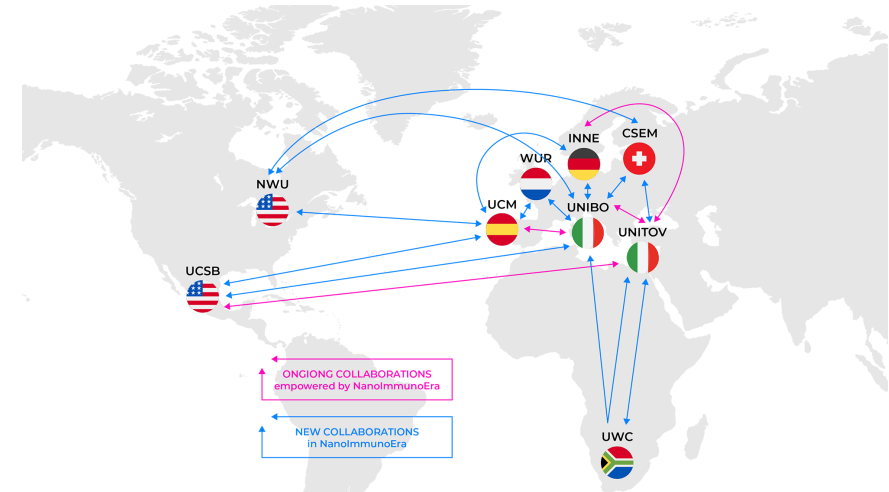 INNE
CSEM
WUR
NWU
UCM
UNIBO
UNITOV
UCSB
ONGIONG COLLABORATIONS
empowered by NanoImmunoEra
NEW COLLABORATIONS
in NanoImmunoEra
UWC